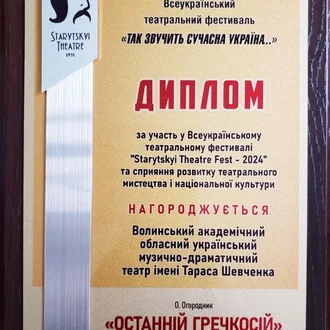 STARYTSKYI
THEATRE
1931
Всеукраїнський
театральний фестиваль
«ТАК ЗВУЧИТЬ СУЧАСНА УКРАЇНА..»
ДИПЛОМ
за участь у Всеукраїнському
театральному фестивалі
"Starytskyi Theatre Fest - 2024"
та сприяння розвитку театрального
мистецтва і національної культури
НАГОРОДЖУЄТЬСЯ
Волинський академічний
обласний український
музично-драматичний
театр імені Тараса Шевченка
О. Огородник
«ОСТАННІЙ ГРЕЧКОСІЙ»